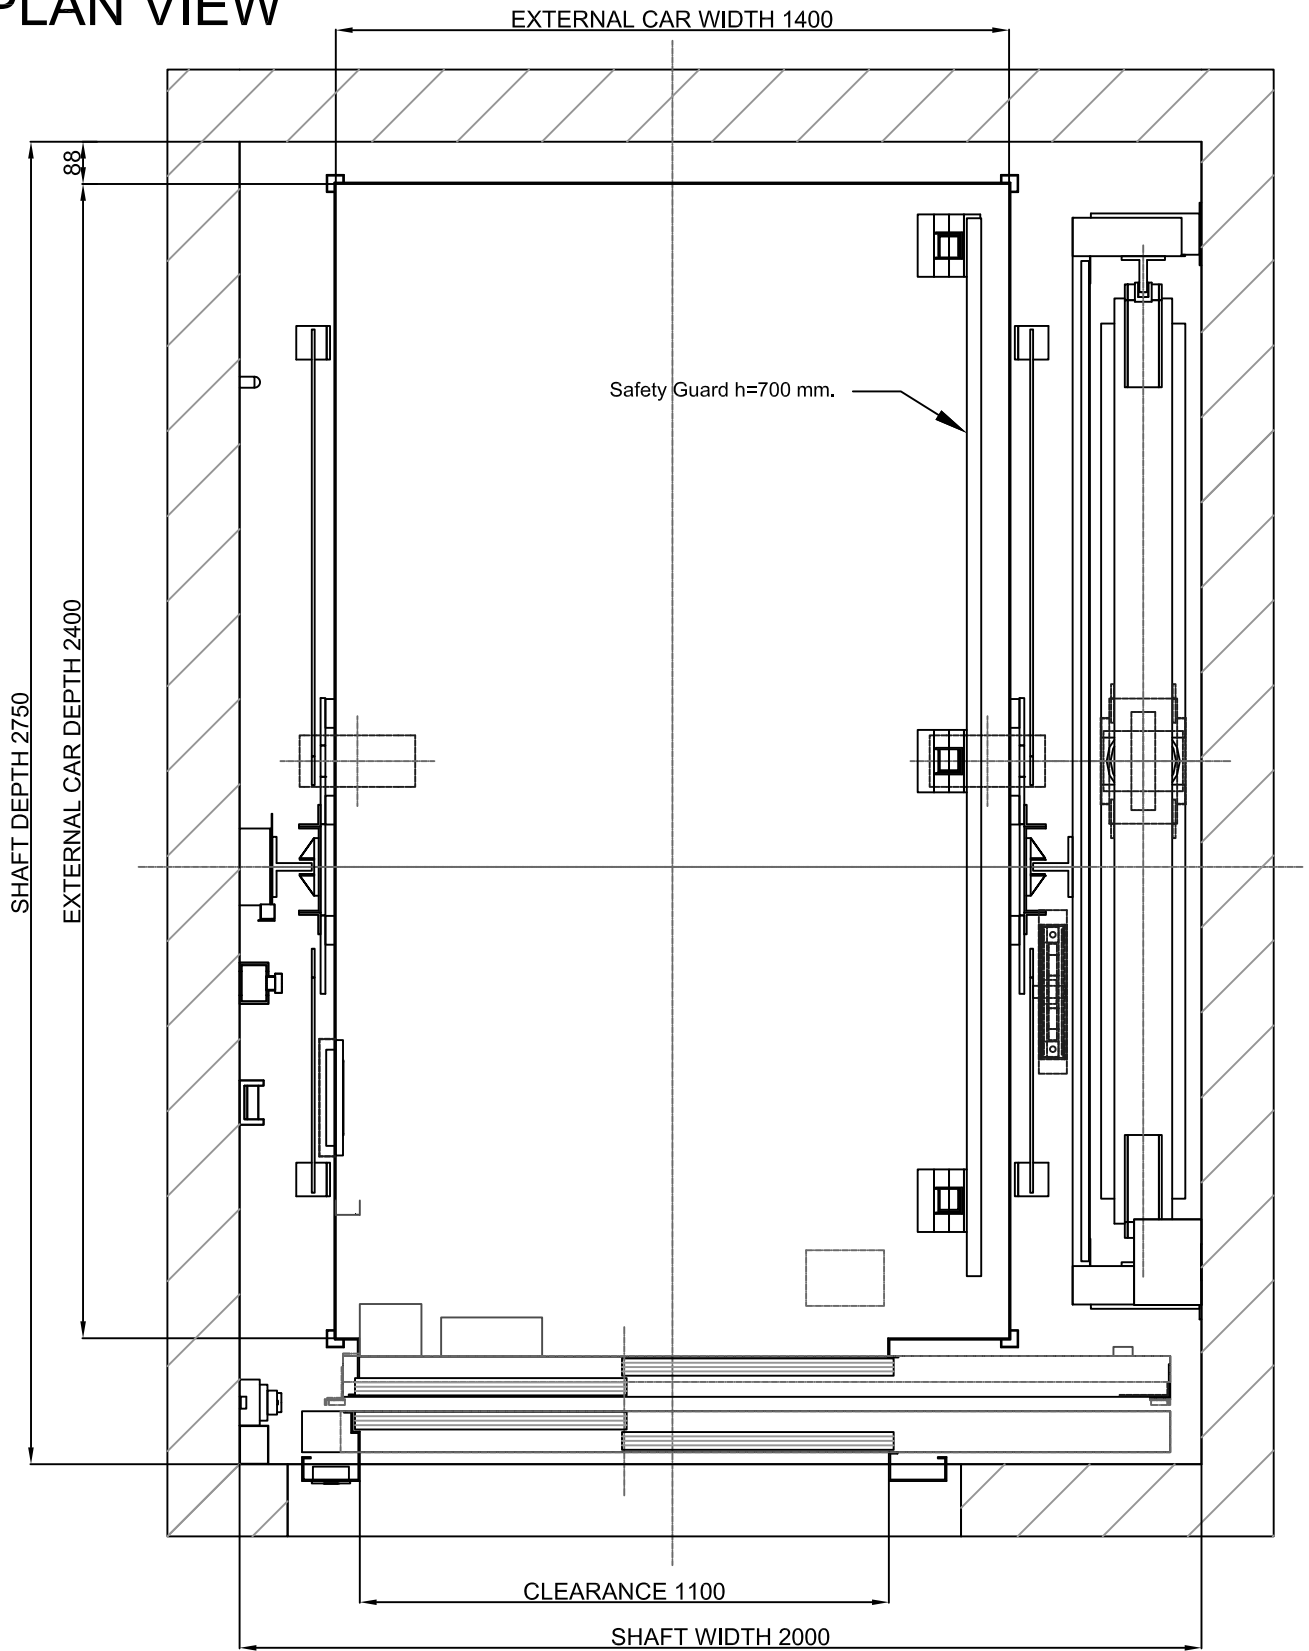 PLAN VIEW
EXTERNAL CAR WIDTH 1400
88
Safety Guard h=700 mm.
EXTERNAL CAR DEPTH 2400
SHAFT DEPTH 2750
CLEARANCE 1100
SHAFT WIDTH 2000